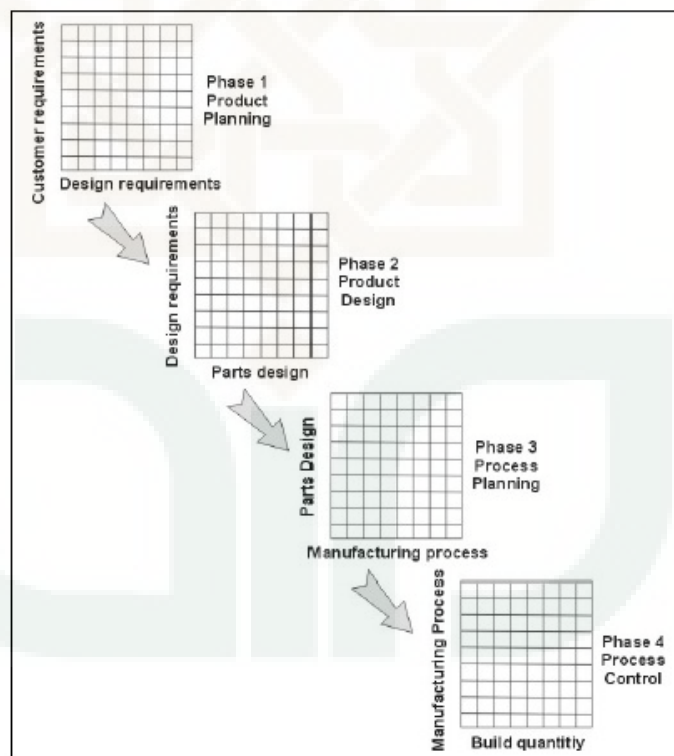 Customer requirements
Phase 1
Product
Planning
Design requirements
Design requirements
Phase 2
Product
Design
Parts design
Parts Design
Phase 3
Process
Planning
Manufacturing process
Manufacturing Process
Phase 4
Process
Control
Build quantitiy